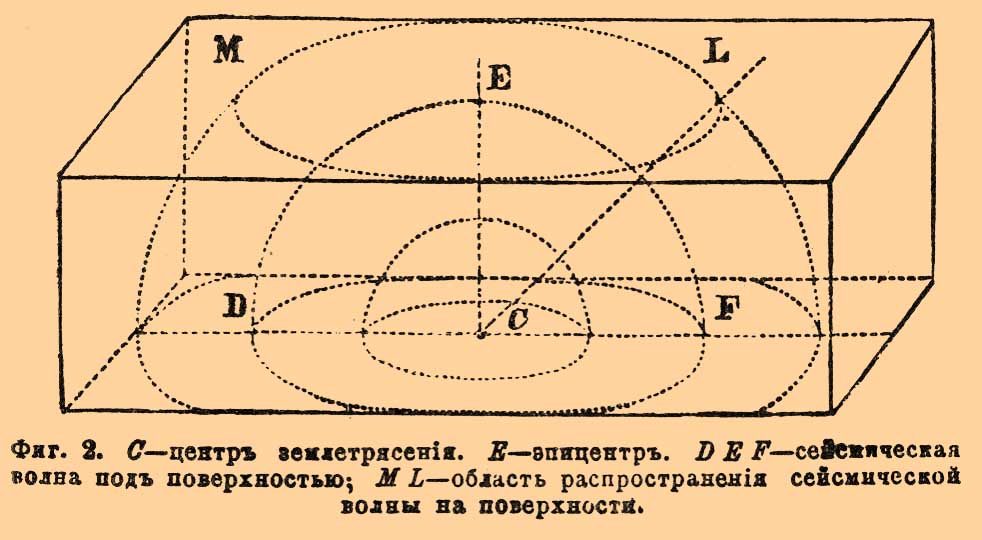 M L
E
D F
C
Фиг. 2. C—центръ землетрясенія. E—эпицентръ. D E F—сейсмическая
волна подъ поверхностью; M L—область распространенія сейсмической
волны на поверхности.